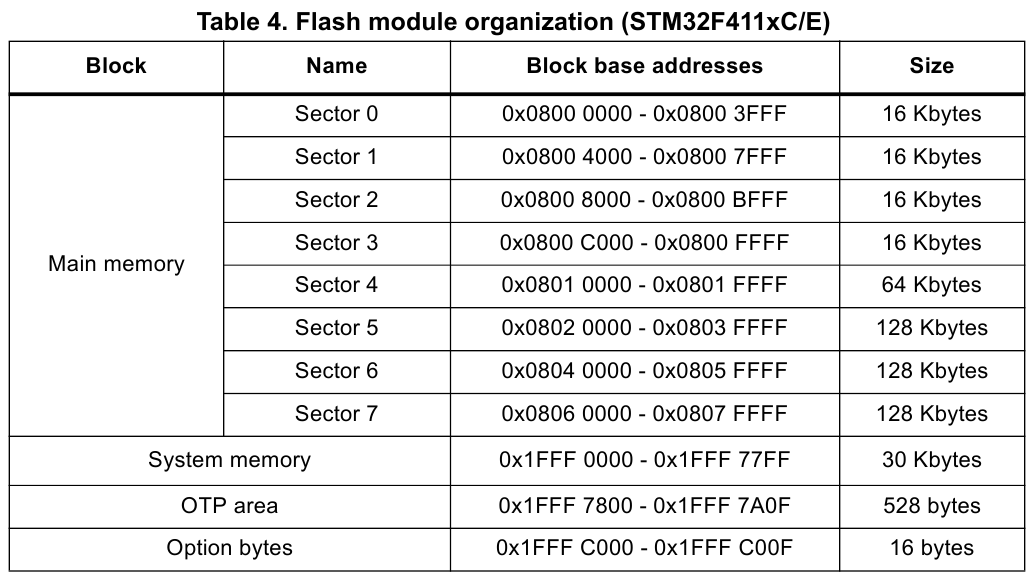 Table 4. Flash module organization (STM32F411xC/E)
Block Name Block base addresses Size
Main memory
Sector 0 0x0800 0000 - 0x0800 3FFF 16 Kbytes
Sector 1 0x0800 4000 - 0x0800 7FFF 16 Kbytes
Sector 2 0x0800 8000 - 0x0800 BFFF 16 Kbytes
Sector 3 0x0800 C000 - 0x0800 FFFF 16 Kbytes
Sector 4 0x0801 0000 - 0x0801 FFFF 64 Kbytes
Sector 5 0x0802 0000 - 0x0803 FFFF 128 Kbytes
Sector 6 0x0804 0000 - 0x0805 FFFF 128 Kbytes
Sector 7 0x0806 0000 - 0x0807 FFFF 128 Kbytes
System memory 0x1FFF 0000 - 0x1FFF 77FF 30 Kbytes
OTP area 0x1FFF 7800 - 0x1FFF 7A0F 528 bytes
Option bytes 0x1FFF C000 - 0x1FFF C00F 16 bytes